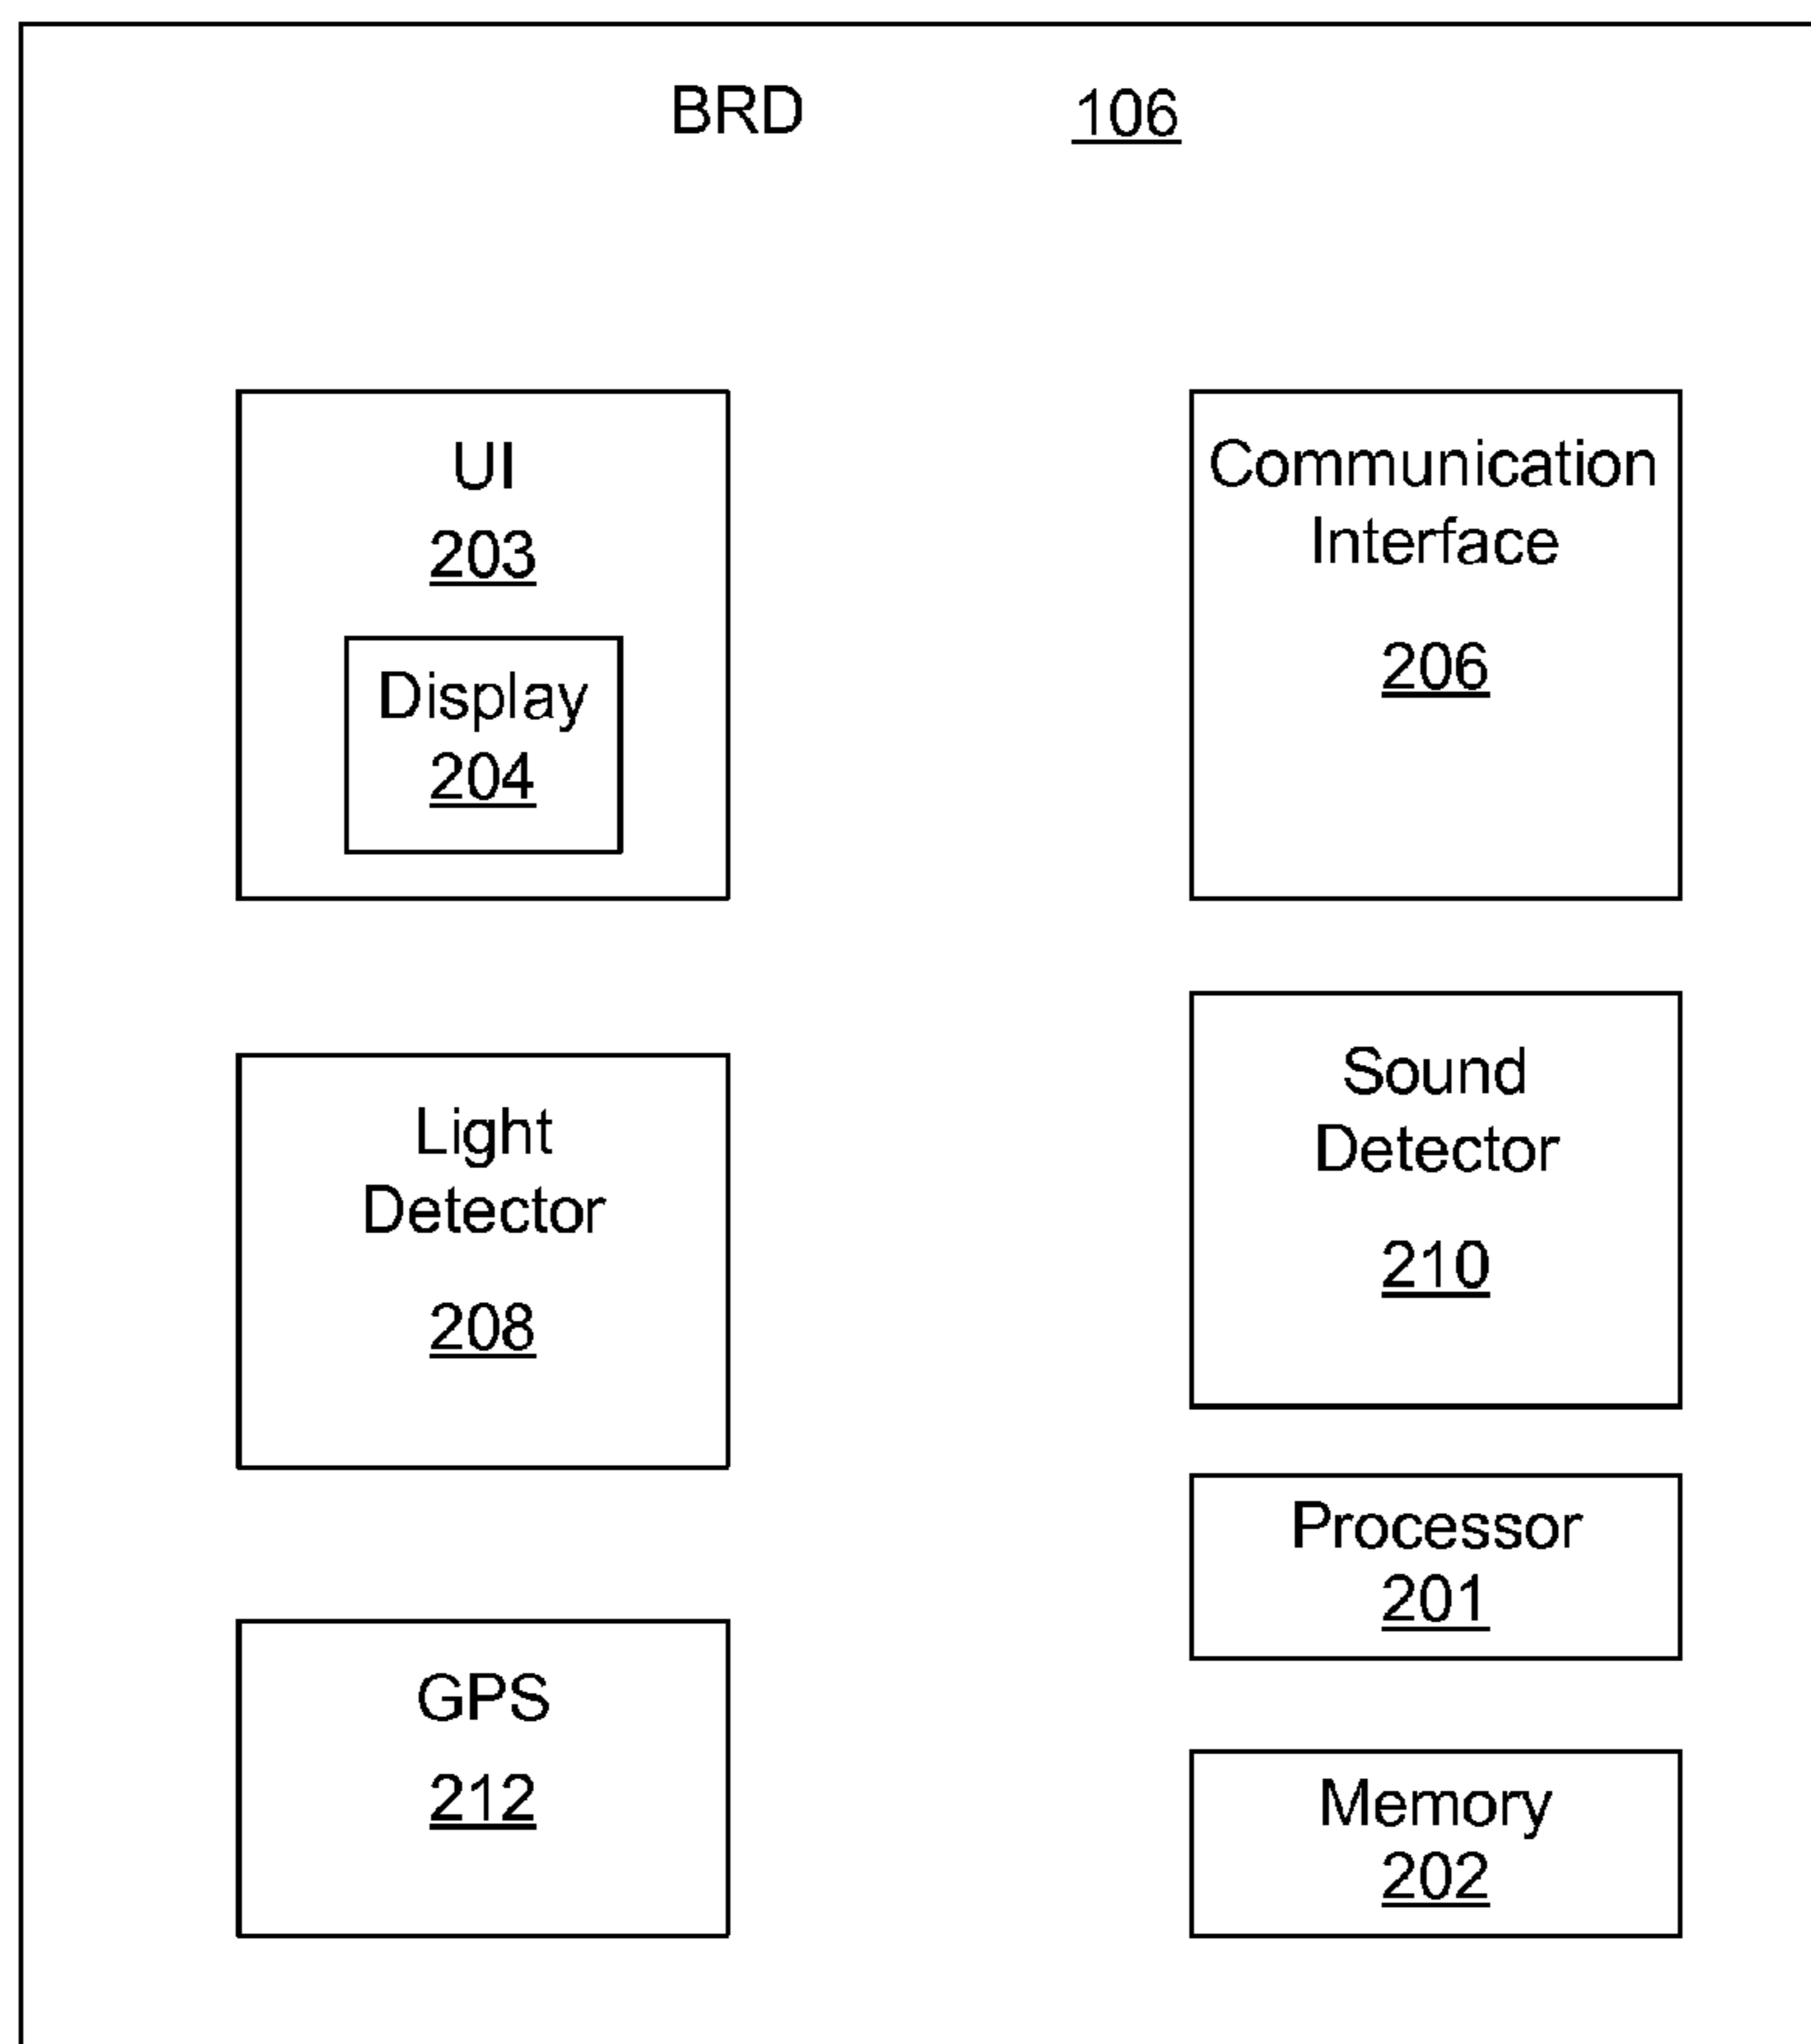 BRD 106
UI
203
Display
204
Communication
Interface
206
Light
Detector
208
Sound
Detector
210
Processor
201
GPS
212
Memory
202